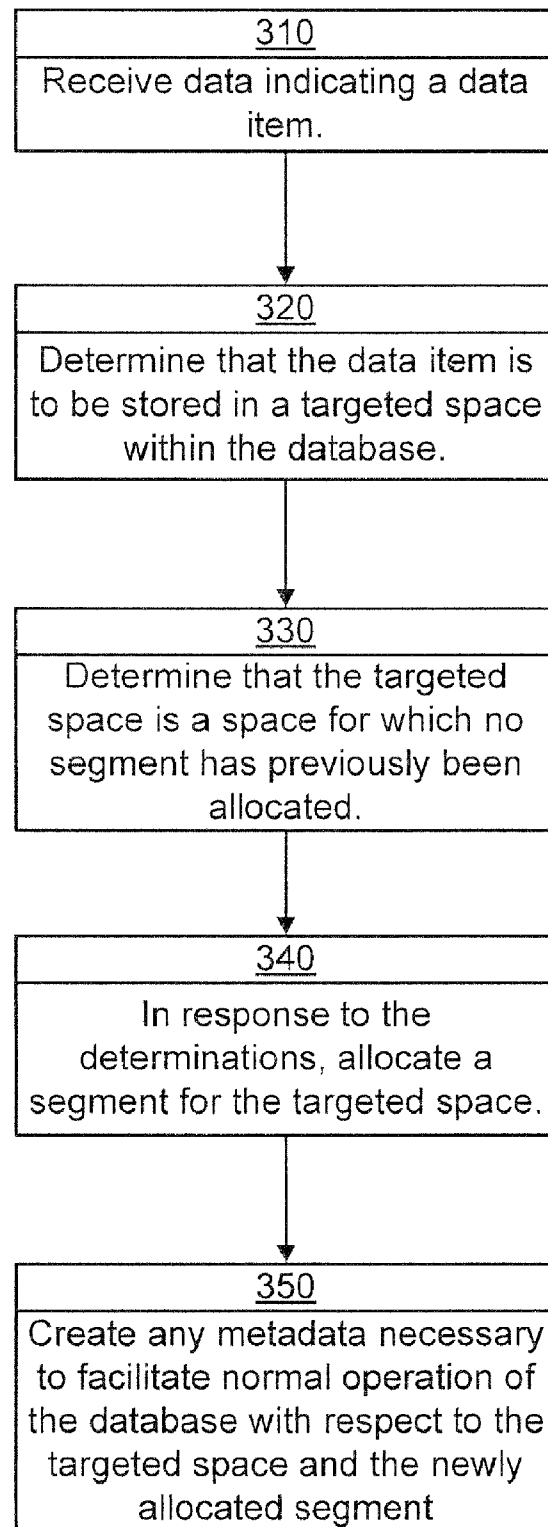 310
Receive data indicating a data
item.
320
Determine that the data item is
to be stored in a targeted space
within the database.
330
Determine that the targeted
space is a space for which no
segment has previously been
allocated.
340
In response to the
determinations, allocate a
segment for the targeted space.
350
Create any metadata necessary
to facilitate normal operation of
the database with respect to the
targeted space and the newly
allocated segment